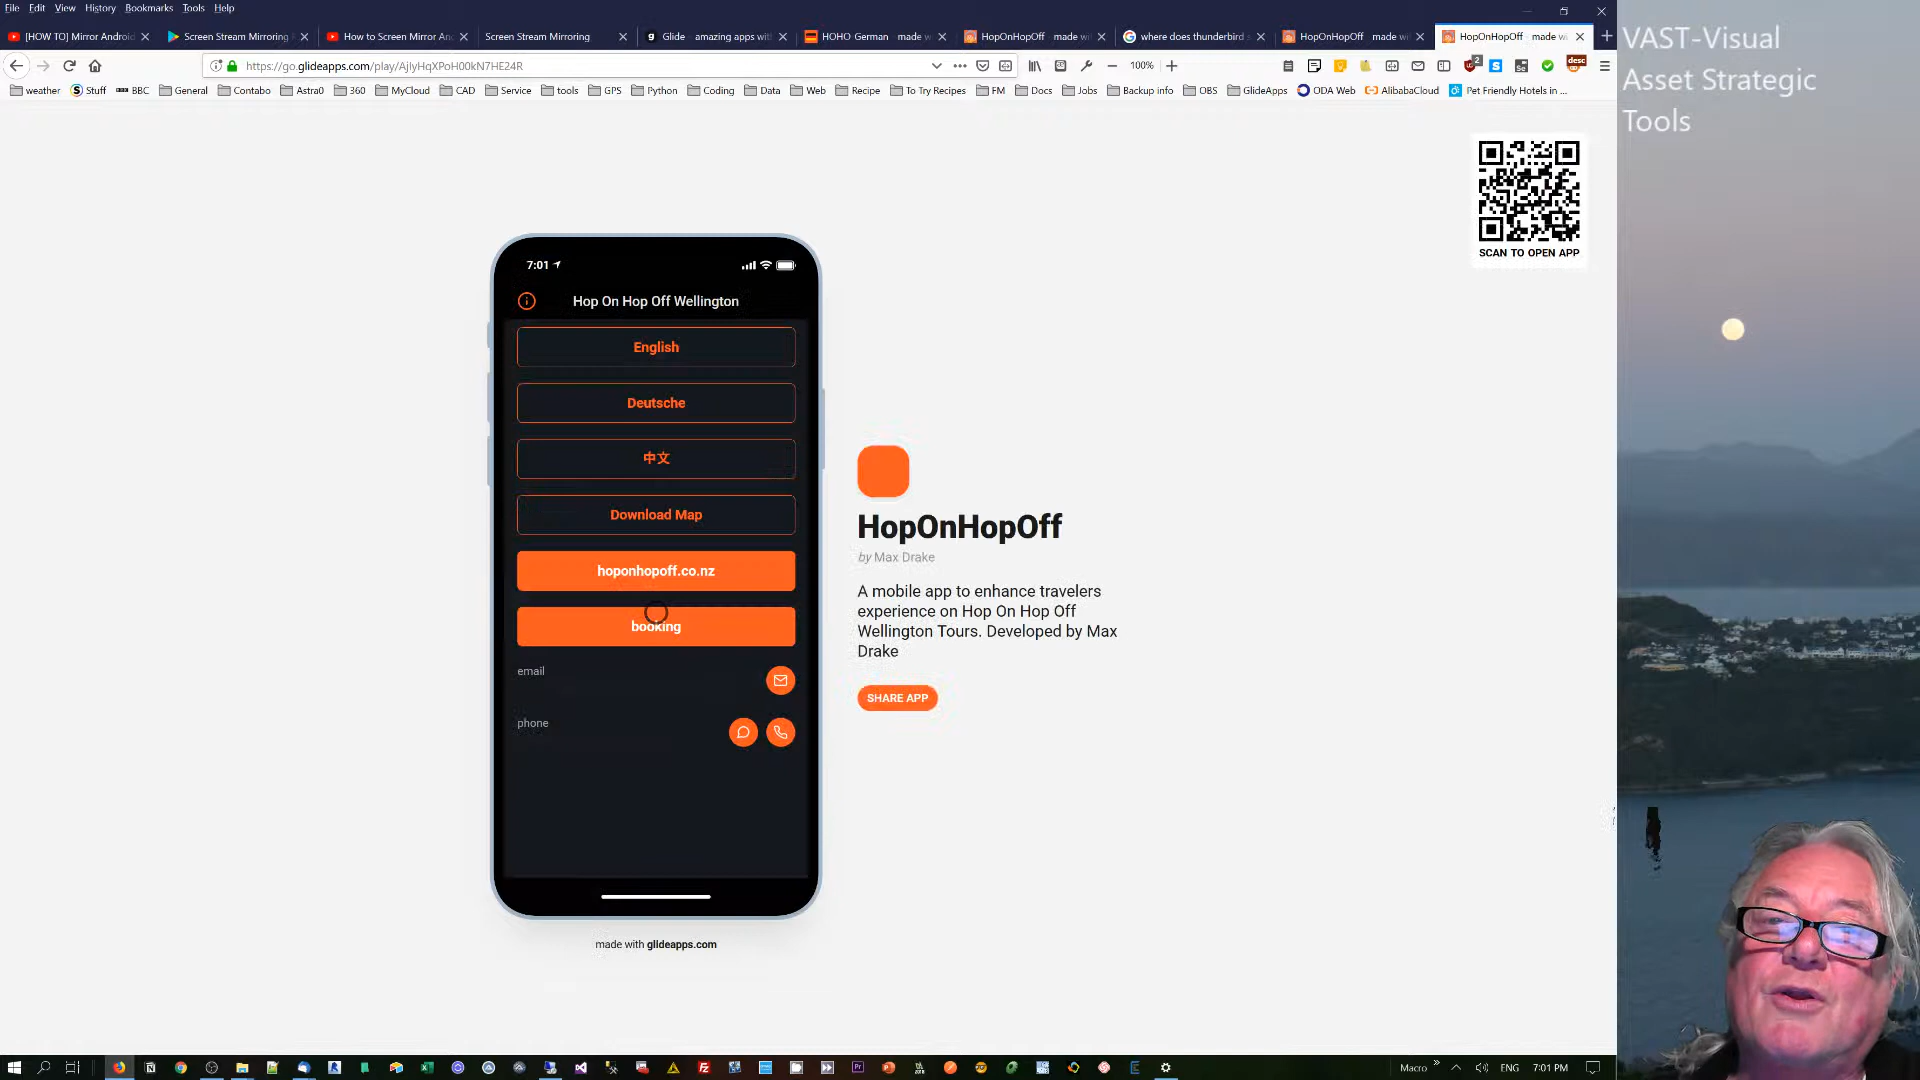 File Edit View History Bookmarks Tools Help
[HOW TO] Mirror Android
Screen Stream Mirroring
How to Screen Mirror An
Screen Stream Mirroring
Glide - amazing apps wit
HOHO German - made w
HopOnHopOff - made wi
where does thunderbird s
HopOnHopOff - made wi
HopOnHopOff - made wi
https://go.glideapps.com/play/AjIyHqXPoH00kN7HE24R
100%
weather Stuff BBC General Contabo Astra0 360 MyCloud CAD Service tools GPS Python Coding Data Web Recipe To Try Recipes FM Docs Jobs Backup info OBS GlideApps ODA Web AlibabaCloud Pet Friendly Hotels in ...
VAST-Visual
Asset Strategic
Tools
SCAN TO OPEN APP
7:01
Hop On Hop Off Wellington
English
Deutsche
中文
Download Map
hoponhopoff.co.nz
booking
email
phone
made with glideapps.com
HopOnHopOff
by Max Drake
A mobile app to enhance travelers
experience on Hop On Hop Off
Wellington Tours. Developed by Max
Drake
SHARE APP
Macro ENG 7:01 PM